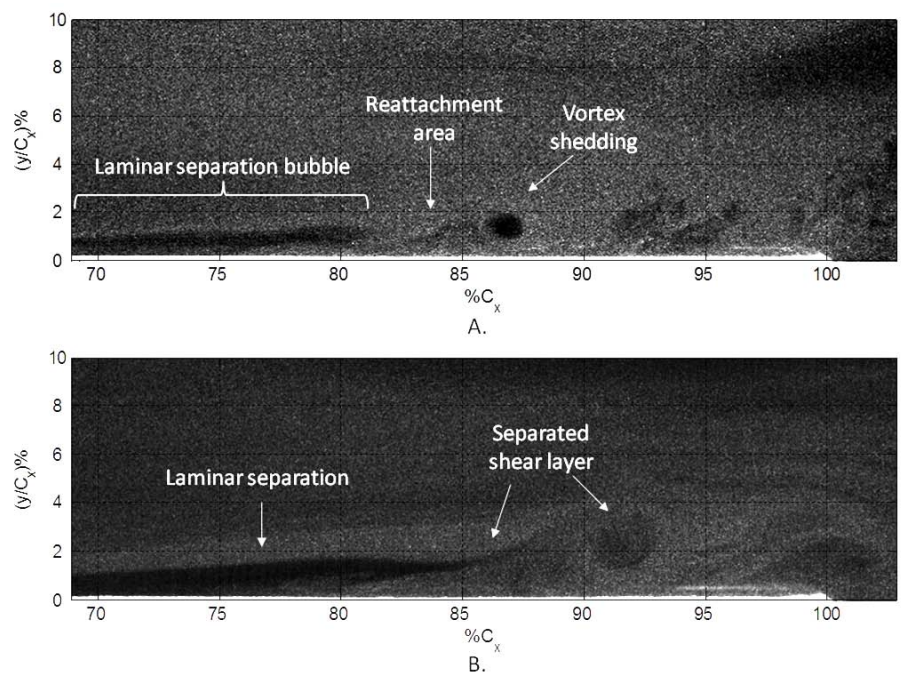 10
8
6
4
2
0
(y/Cx)%
Laminar separation bubble
Reattachment
area
Vortex
shedding
70 75 80 85 90 95 100
%Cx
A.
10
8
6
4
2
0
(y/Cx)%
Laminar separation
Separated
shear layer
70 75 80 85 90 95 100
%Cx
B.